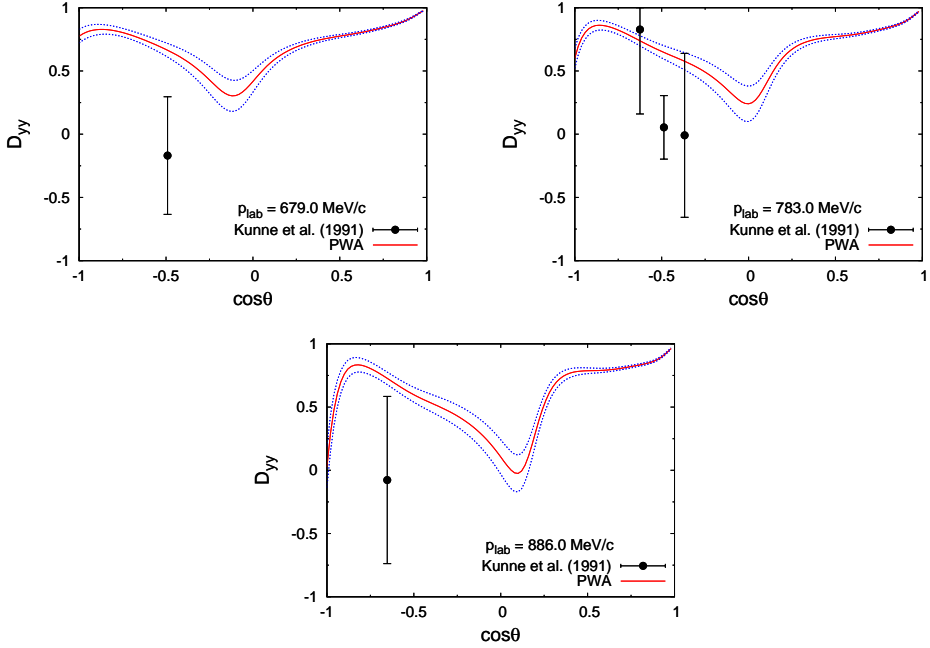 1
0.5
0
-0.5
-1
-1
-0.5
0
0.5
1
D_yy
cosθ
p_lab = 679.0 MeV/c
Kunne et al. (1991)
PWA
1
0.5
0
-0.5
-1
-1
-0.5
0
0.5
1
D_yy
cosθ
p_lab = 783.0 MeV/c
Kunne et al. (1991)
PWA
1
0.5
0
-0.5
-1
-1
-0.5
0
0.5
1
D_yy
cosθ
p_lab = 886.0 MeV/c
Kunne et al. (1991)
PWA